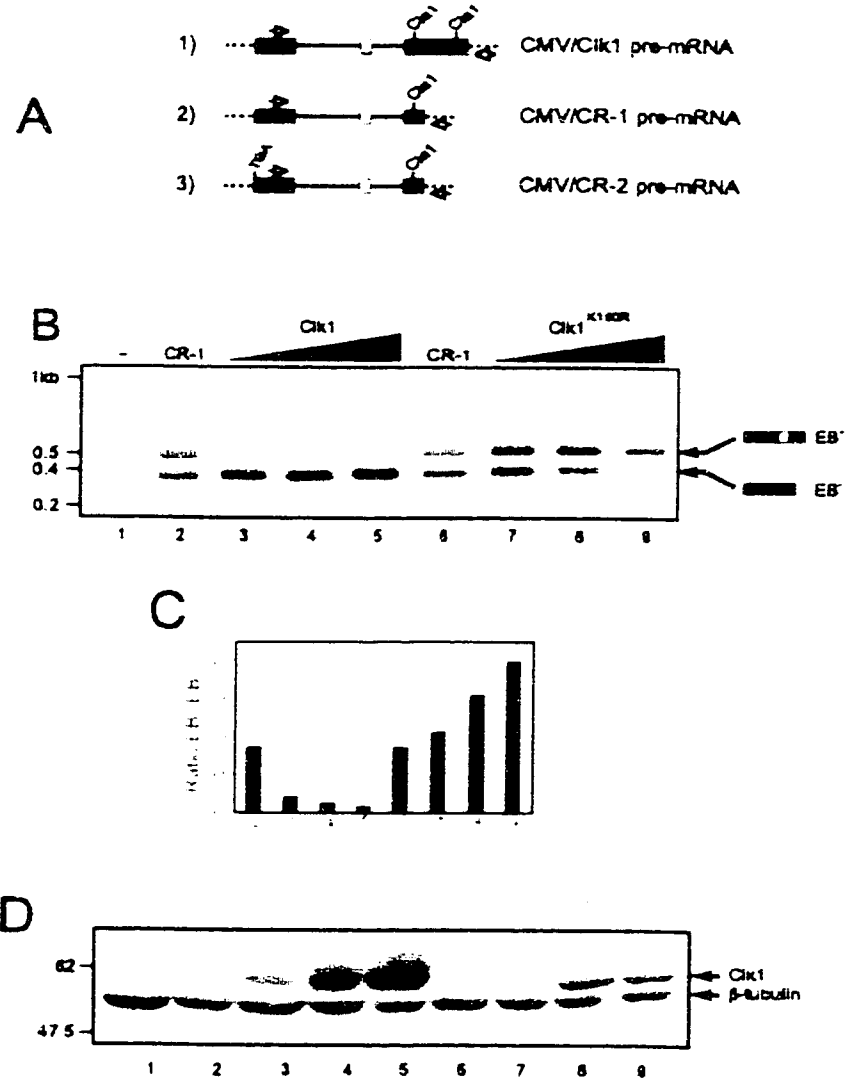 A
1) CMV/Clk1 pre-mRNA
2) CMV/CR-1 pre-mRNA
3) CMV/CR-2 pre-mRNA
B
- CR-1 Clk1 CR-1 Clk1
1kb
0.5
0.4
0.2
EB
EB
1 2 3 4 5 6 7 8 9
C
D
62
47.5
Clk1
β-tubulin
1 2 3 4 5 6 7 8 9